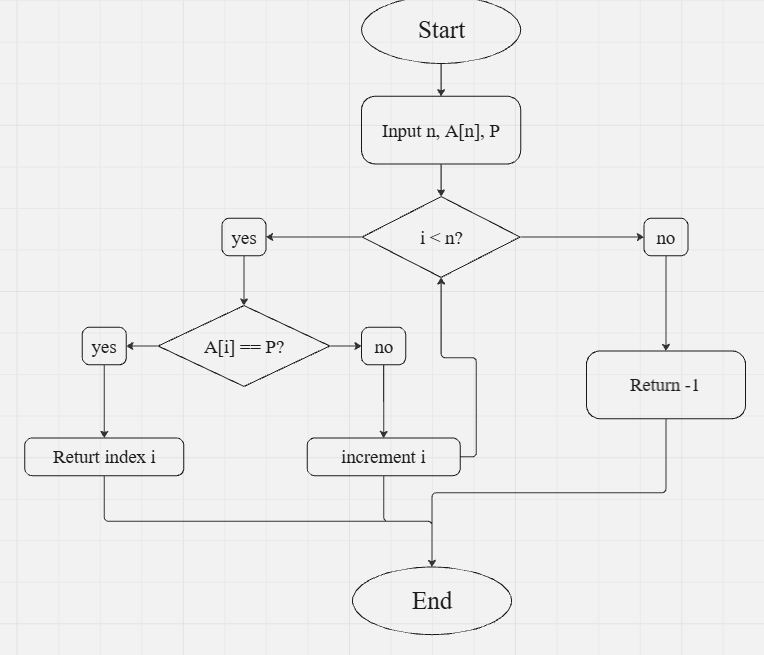 Start
Input n, A[n], P
i < n?
yes
no
A[i] == P?
yes
no
Return -1
Returt index i
increment i
End